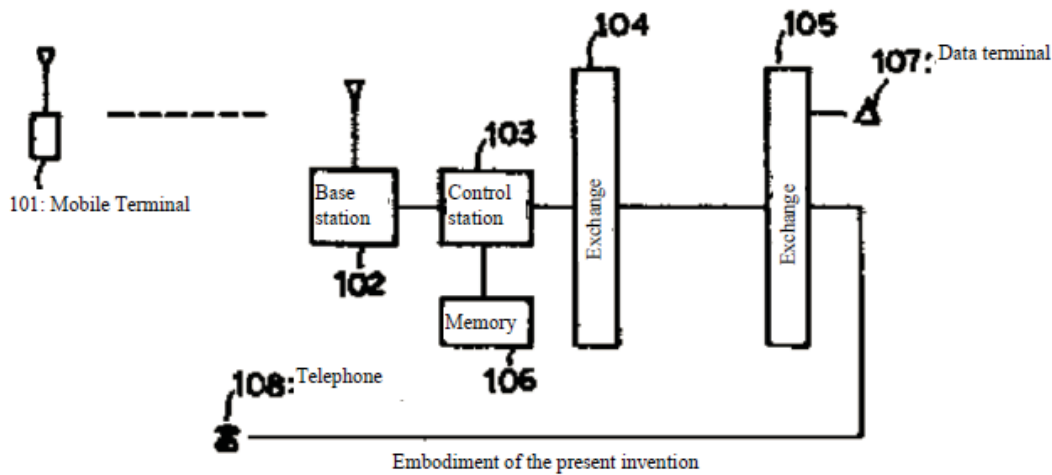 104
105
107: Data terminal
103
101: Mobile Terminal
Base
station
Control
station
Exchange
Exchange
102
Memory
106
108: Telephone
Embodiment of the present invention